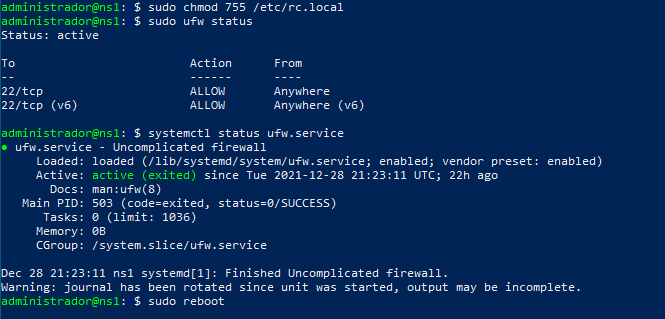 administrador@ns1: $ sudo chmod 755 /etc/rc.local
administrador@ns1: $ sudo ufw status
Status: active
To                         Action      From
--                         ------      ----
22/tcp                     ALLOW       Anywhere
22/tcp (v6)                ALLOW       Anywhere (v6)
administrador@ns1: $ systemctl status ufw.service
● ufw.service - Uncomplicated firewall
     Loaded: loaded (/lib/systemd/system/ufw.service; enabled; vendor preset: enabled)
     Active: active (exited) since Tue 2021-12-28 21:23:11 UTC; 22h ago
       Docs: man:ufw(8)
   Main PID: 503 (code=exited, status=0/SUCCESS)
      Tasks: 0 (limit: 1036)
     Memory: 0B
     CGroup: /system.slice/ufw.service
Dec 28 21:23:11 ns1 systemd[1]: Finished Uncomplicated firewall.
Warning: journal has been rotated since unit was started, output may be incomplete.
administrador@ns1: $ sudo reboot